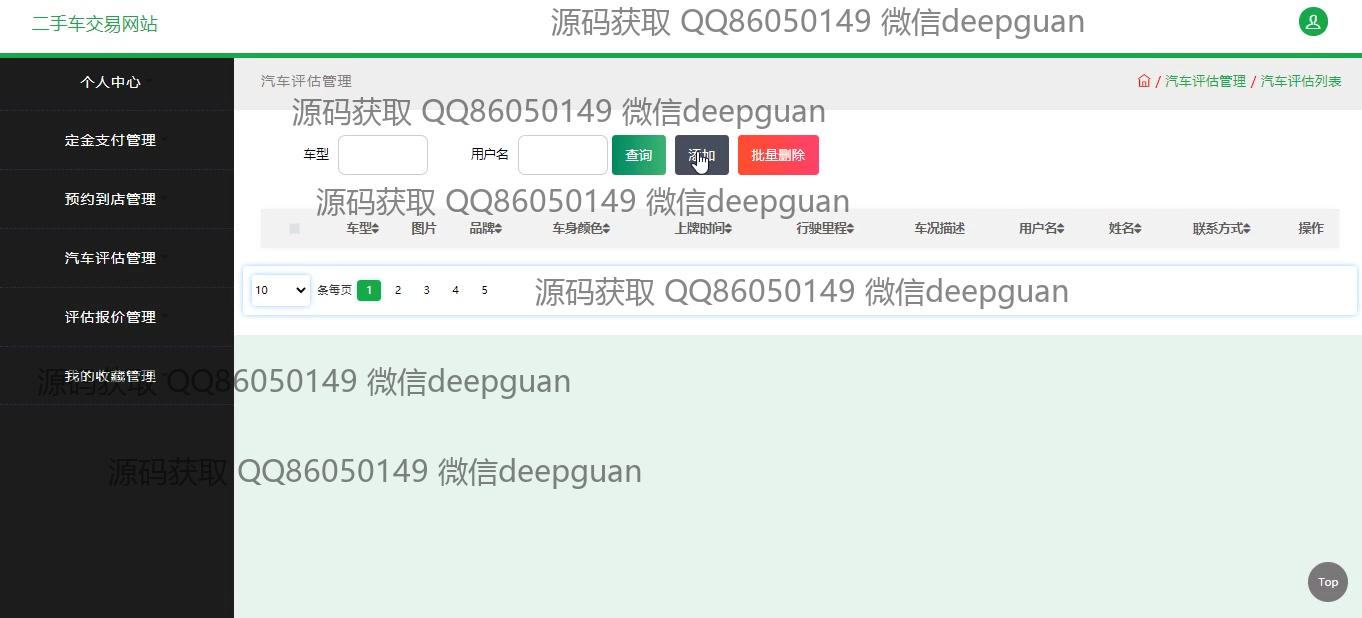 二手车交易网站
源码获取 QQ86050149 微信deepguan
个人中心
定金支付管理
预约到店管理
汽车评估管理
评估报价管理
我的收藏管理
汽车评估管理
/ 汽车评估管理 / 汽车评估列表
源码获取 QQ86050149 微信deepguan
车型 用户名 查询 添加 批量删除
源码获取 QQ86050149 微信deepguan
车型 图片 品牌 车身颜色 上牌时间 行驶里程 车况描述 用户名 姓名 联系方式 操作
10 条每页 1 2 3 4 5
源码获取 QQ86050149 微信deepguan
源码获取 QQ86050149 微信deepguan
源码获取 QQ86050149 微信deepguan
Top